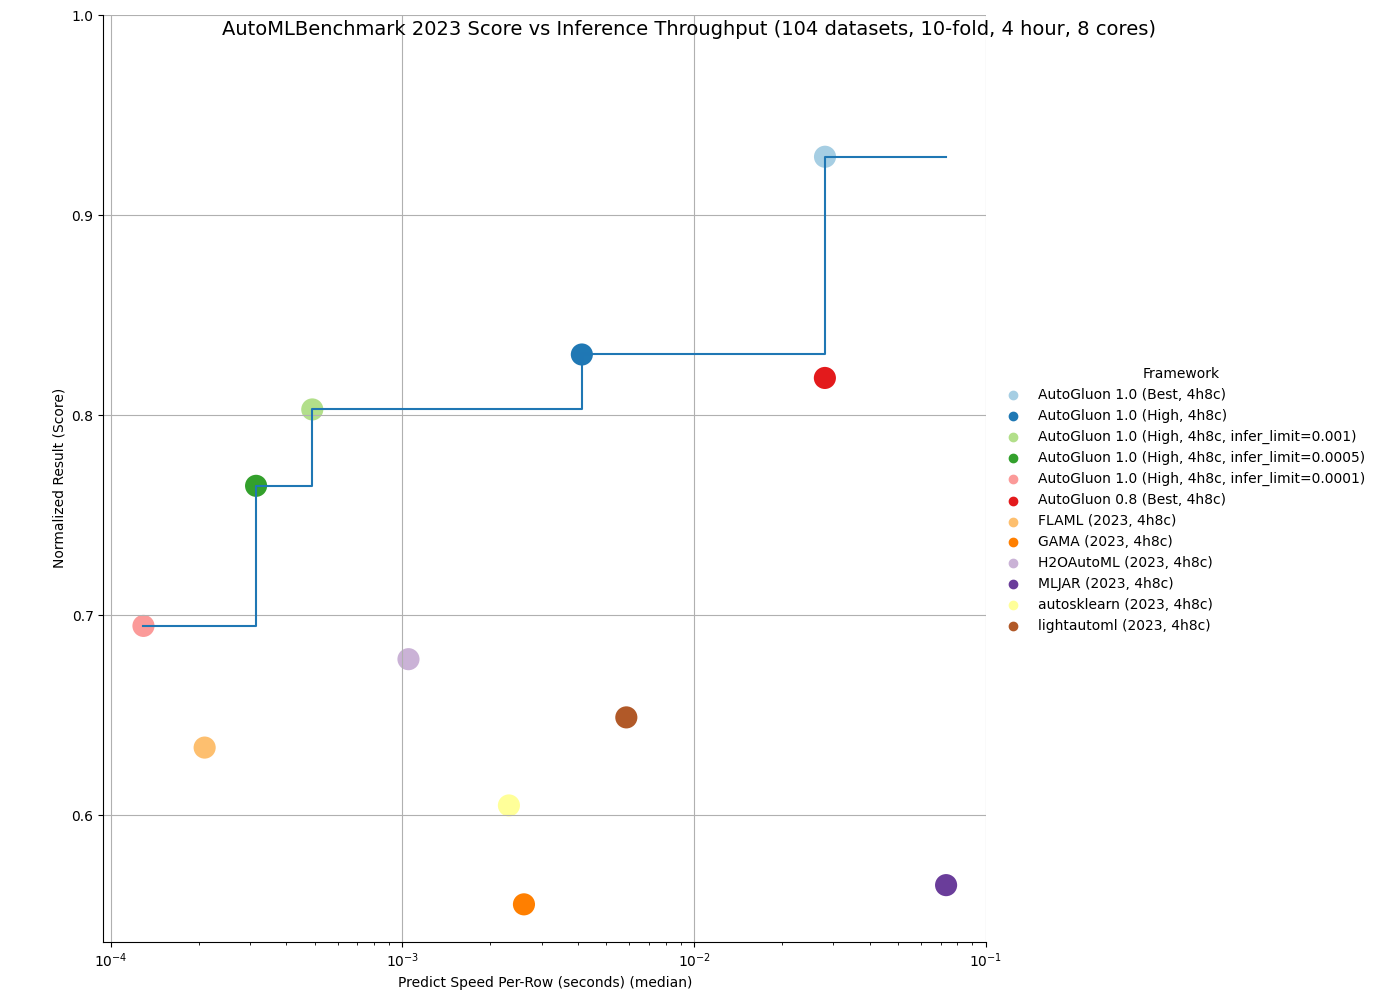 AutoMLBenchmark 2023 Score vs Inference Throughput (104 datasets, 10-fold, 4 hour, 8 cores)
1.0
0.9
0.8
0.7
0.6
Normalized Result (Score)
10⁻⁴
10⁻³
10⁻²
10⁻¹
Predict Speed Per-Row (seconds) (median)
Framework
AutoGluon 1.0 (Best, 4h8c)
AutoGluon 1.0 (High, 4h8c)
AutoGluon 1.0 (High, 4h8c, infer_limit=0.001)
AutoGluon 1.0 (High, 4h8c, infer_limit=0.0005)
AutoGluon 1.0 (High, 4h8c, infer_limit=0.0001)
AutoGluon 0.8 (Best, 4h8c)
FLAML (2023, 4h8c)
GAMA (2023, 4h8c)
H2OAutoML (2023, 4h8c)
MLJAR (2023, 4h8c)
autosklearn (2023, 4h8c)
lightautoml (2023, 4h8c)